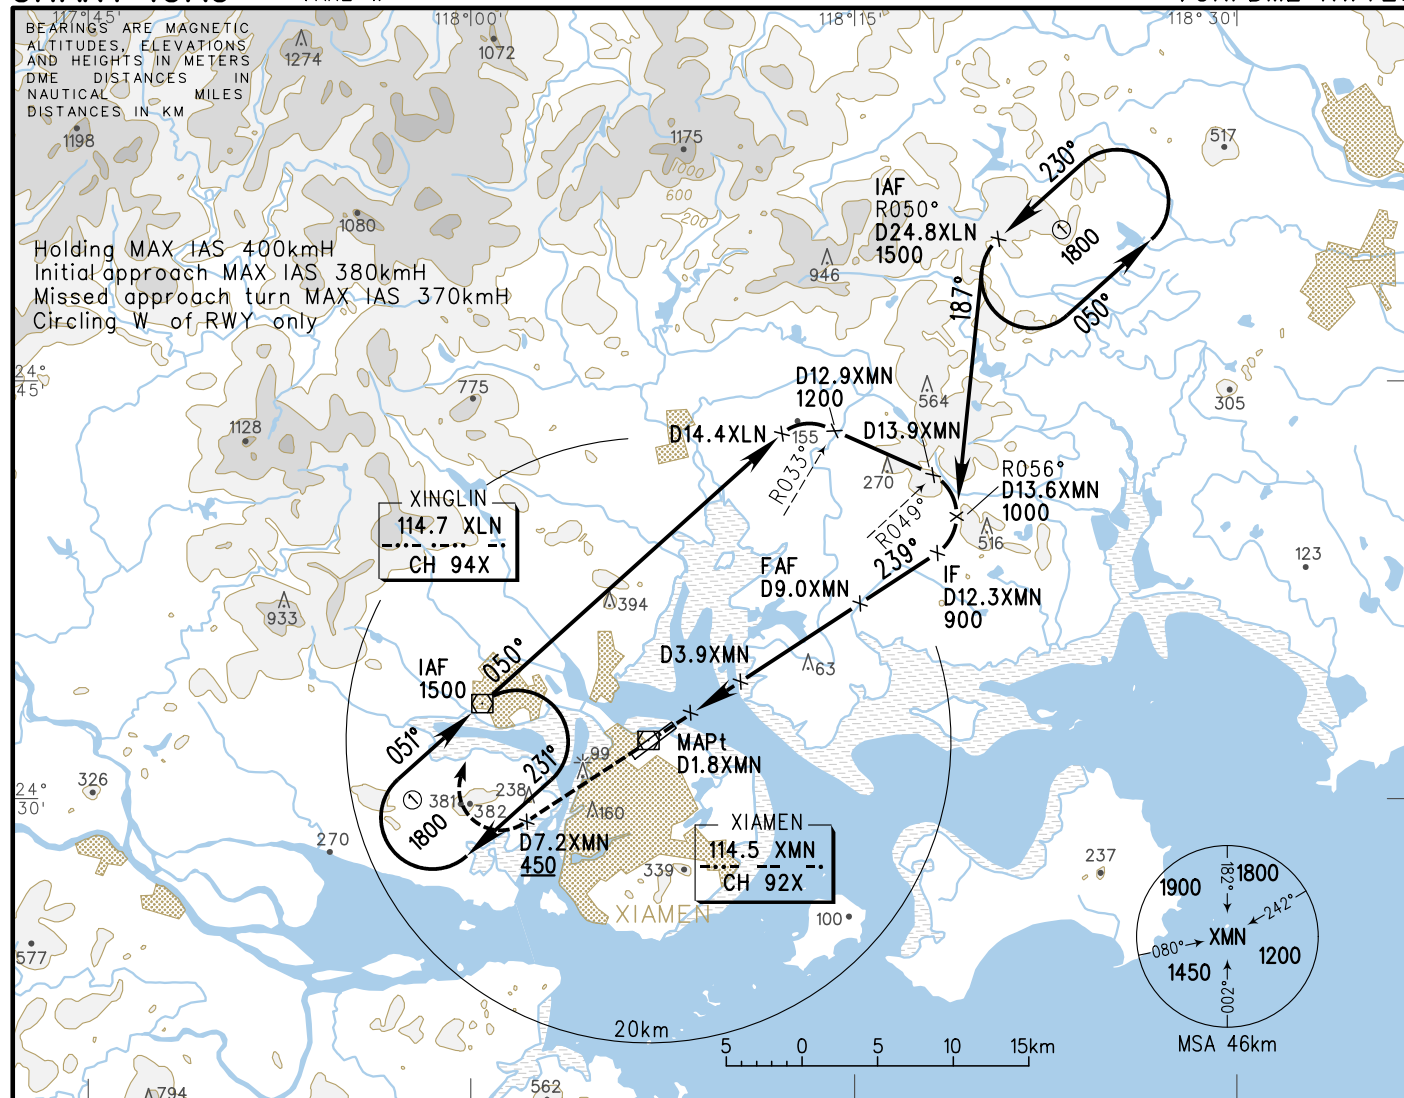 117°45'
118°00'
118°15'
118°30'
BEARINGS ARE MAGNETIC
ALTITUDES, ELEVATIONS
AND HEIGHTS IN METERS
DME DISTANCES IN
NAUTICAL MILES
DISTANCES IN KM
1274
1072
1198
1175
1000
600
200
517
1080
230°
IAF
R050°
D24.8XLN
1500
①
1800
946
050°
187°
Holding MAX IAS 400kmH
Initial approach MAX IAS 380kmH
Missed approach turn MAX IAS 370kmH
Circling W of RWY only
24°
45'
775
D12.9XMN
1200
564
305
1128
D14.4XLN
155
D13.9XMN
R033°
270
R056°
D13.6XMN
1000
XINGLIN
114.7 XLN
CH 94X
R049°
516
239°
123
FAF
D9.0XMN
IF
D12.3XMN
900
933
394
D3.9XMN
63
IAF
1500
050°
051°
231°
MAPt
D1.8XMN
99
24°
30'
326
①
1800
381
382
238
160
270
D7.2XMN
450
XIAMEN
114.5 XMN
CH 92X
339
237
XIAMEN
100
577
182°
1800
1900
242°
XMN
080°
1450
1200
002°
MSA 46km
20km
5 0 5 10 15km
562
794